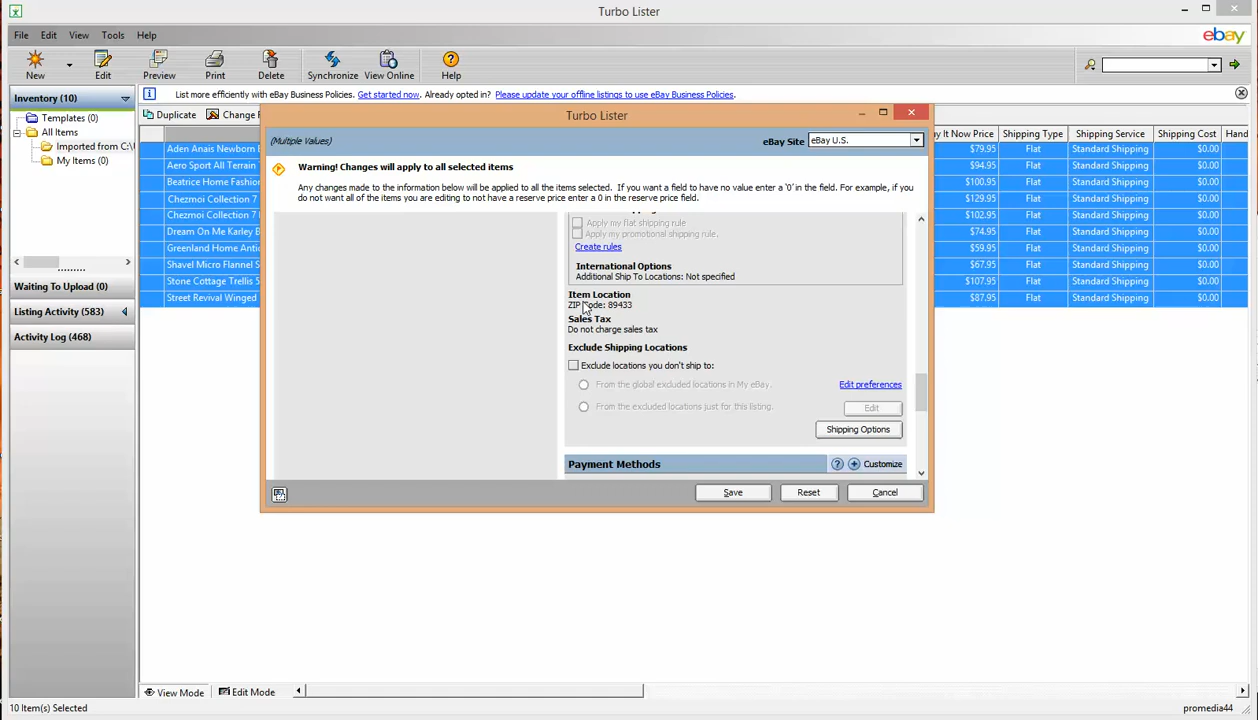 Turbo Lister
File Edit View Tools Help
ebay
New Edit Preview Print Delete Synchronize View Online Help
Inventory (10)
List more efficiently with eBay Business Policies. Get started now. Already opted in? Please update your offline listings to use eBay Business Policies.
Templates (0)
All Items
Imported from C:\
My Items (0)
Waiting To Upload (0)
Listing Activity (583)
Activity Log (468)
Duplicate Change
y It Now Price Shipping Type Shipping Service Shipping Cost Hand
Aden Anais Newborn $79.95 Flat Standard Shipping $0.00
Aero Sport All Terrain $94.95 Flat Standard Shipping $0.00
Beatrice Home Fashion $100.95 Flat Standard Shipping $0.00
Chezmoi Collection 7 $129.95 Flat Standard Shipping $0.00
Chezmoi Collection 7 $102.95 Flat Standard Shipping $0.00
Dream On Me Karley $74.95 Flat Standard Shipping $0.00
Greenland Home Anti $59.95 Flat Standard Shipping $0.00
Shavel Micro Flannel $67.95 Flat Standard Shipping $0.00
Stone Cottage Trellis $107.95 Flat Standard Shipping $0.00
Street Revival Winged $87.95 Flat Standard Shipping $0.00
Turbo Lister
(Multiple Values) eBay Site eBay U.S.
Warning! Changes will apply to all selected items
Any changes made to the information below will be applied to all the items selected. If you want a field to have no value enter a '0' in the field. For example, if you
do not want all of the items you are editing to not have a reserve price enter a 0 in the reserve price field.
Apply my flat shipping rule
Apply my promotional shipping rule.
Create rules
International Options
Additional Ship To Locations: Not specified
Item Location
ZIP Code: 89433
Sales Tax
Do not charge sales tax
Exclude Shipping Locations
Exclude locations you don't ship to:
From the global excluded locations in My eBay. Edit preferences
From the excluded locations just for this listing. Edit
Shipping Options
Payment Methods ? Customize
Save Reset Cancel
View Mode Edit Mode
10 Item(s) Selected promedia44